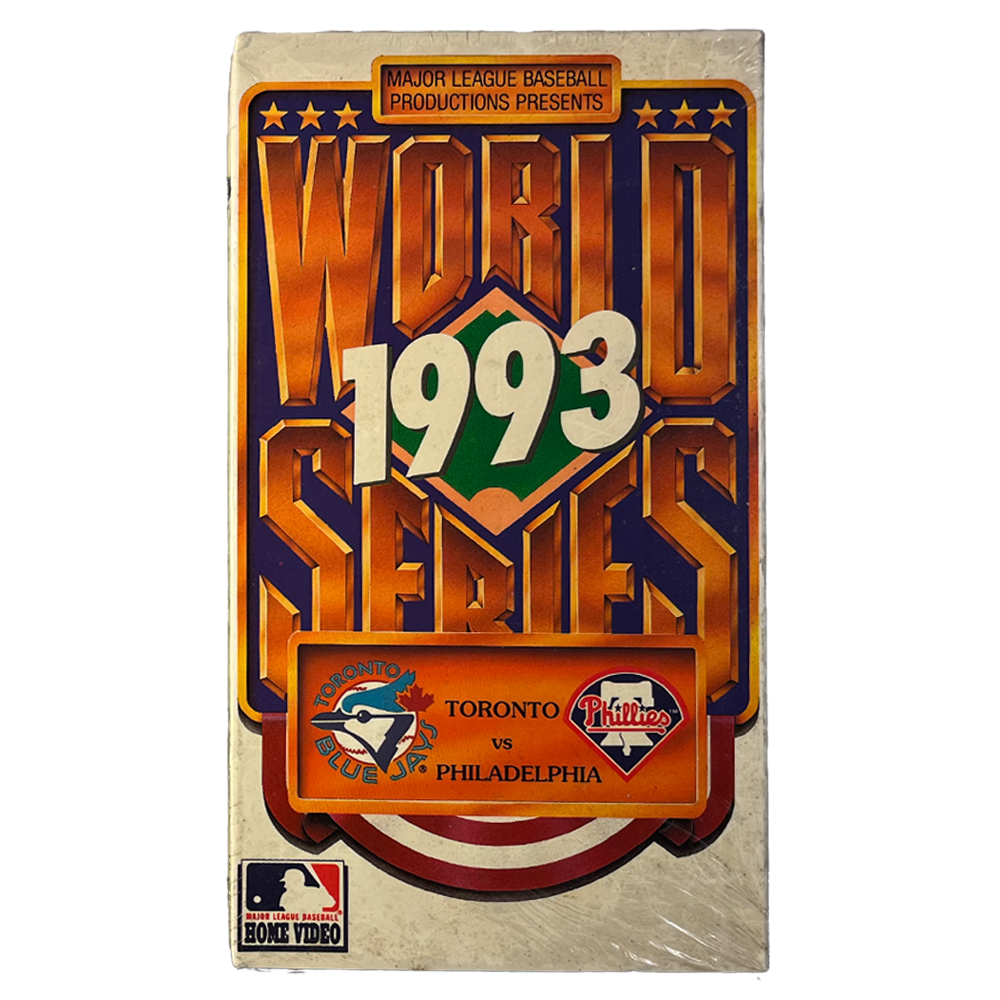 MAJOR LEAGUE BASEBALL
PRODUCTIONS PRESENTS
WORLD
1993
SERIES
TORONTO
BLUE JAYS®
TORONTO
VS
PHILADELPHIA
Phillies™
MAJOR LEAGUE BASEBALL®
HOME VIDEO